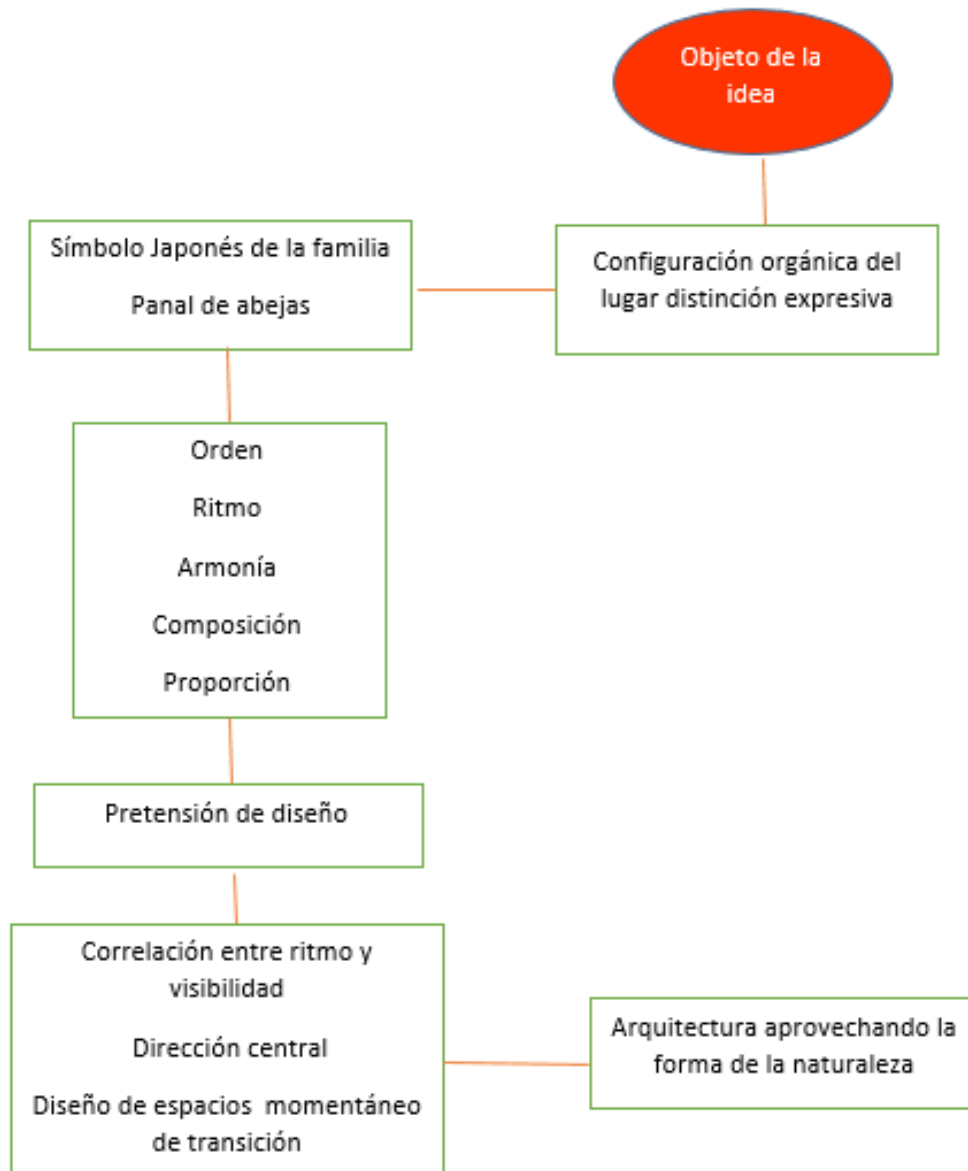 Objeto de la
idea
Configuración orgánica del
lugar distinción expresiva
Símbolo Japonés de la familia
Panal de abejas
Orden
Ritmo
Armonía
Composición
Proporción
Pretensión de diseño
Correlación entre ritmo y
visibilidad
Dirección central
Diseño de espacios momentáneo
de transición
Arquitectura aprovechando la
forma de la naturaleza